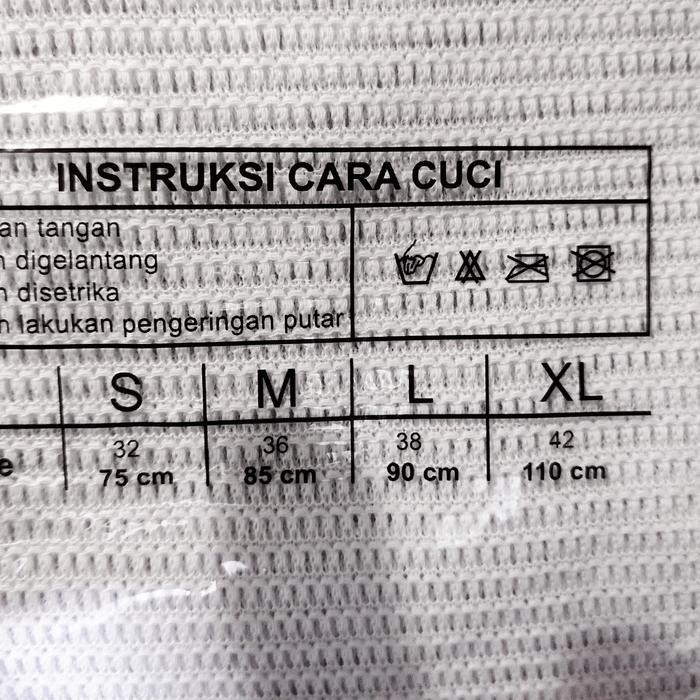 INSTRUKSI CARA CUCI
an tangan
n digelantang
n disetrika
n lakukan pengeringan putar
S M L XL
e 32 36 38 42
75 cm 85 cm 90 cm 110 cm